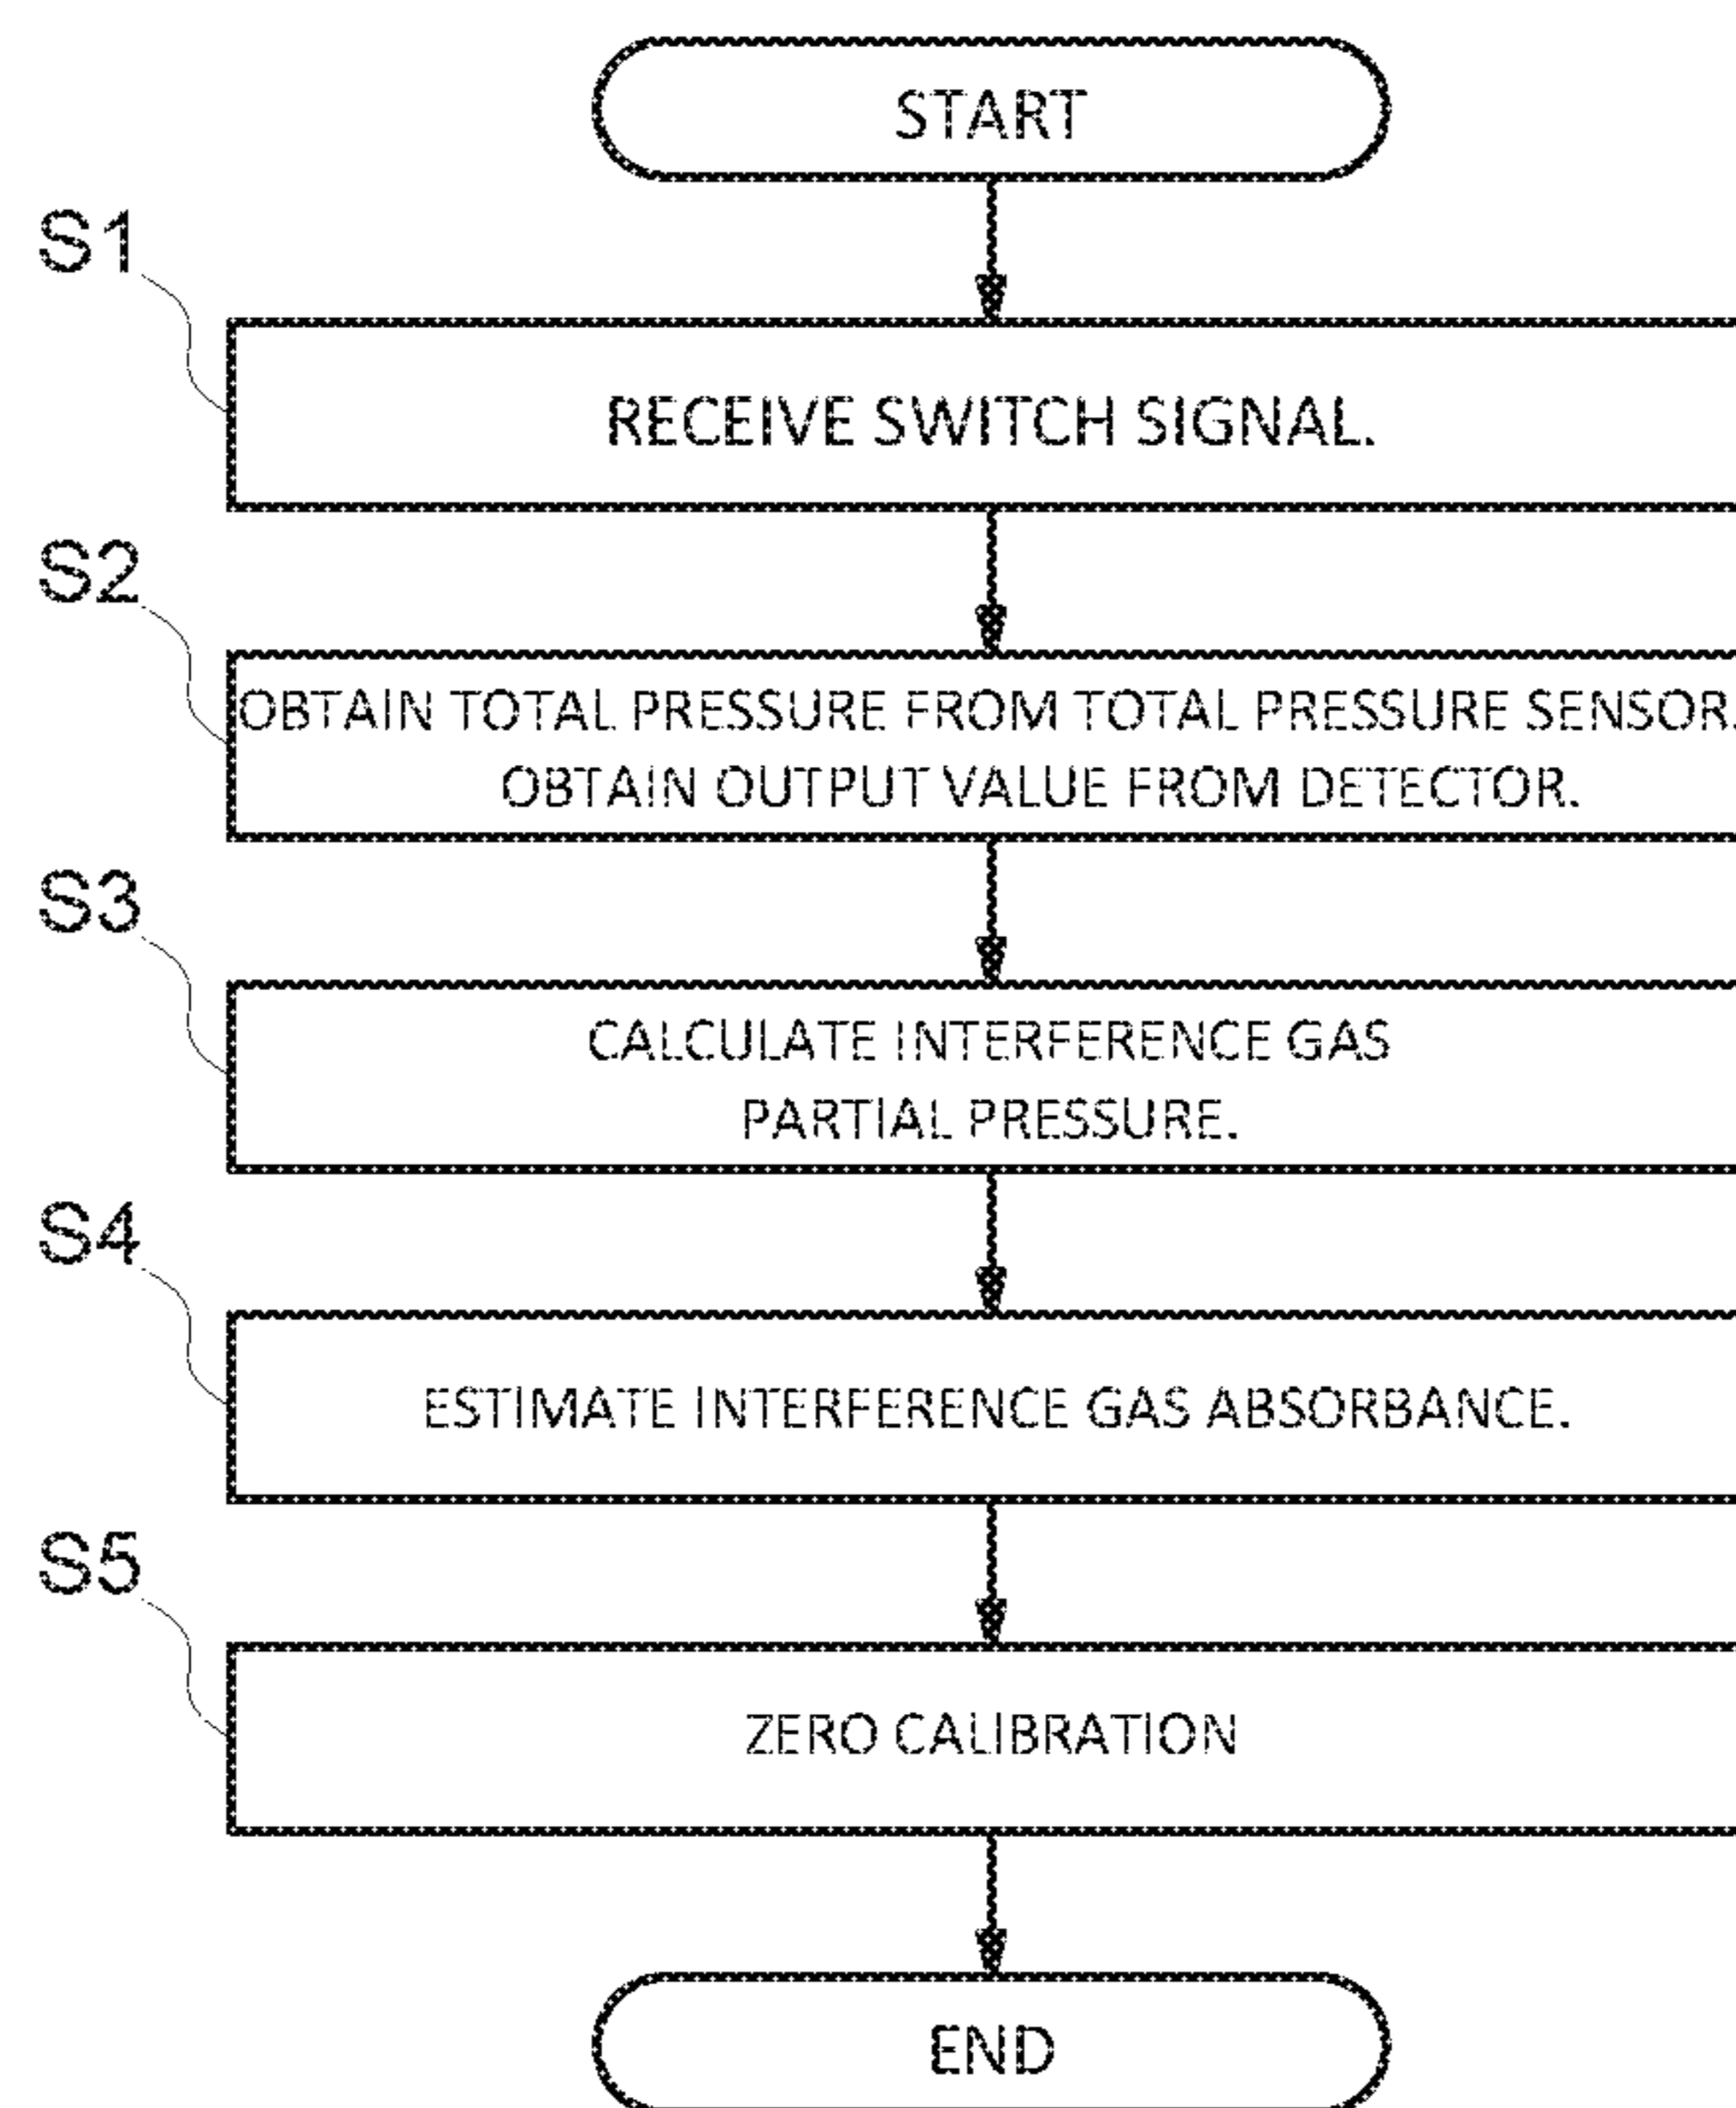 START
S1
RECEIVE SWITCH SIGNAL.
S2
OBTAIN TOTAL PRESSURE FROM TOTAL PRESSURE SENSOR.
OBTAIN OUTPUT VALUE FROM DETECTOR.
S3
CALCULATE INTERFERENCE GAS
PARTIAL PRESSURE.
S4
ESTIMATE INTERFERENCE GAS ABSORBANCE.
S5
ZERO CALIBRATION
END